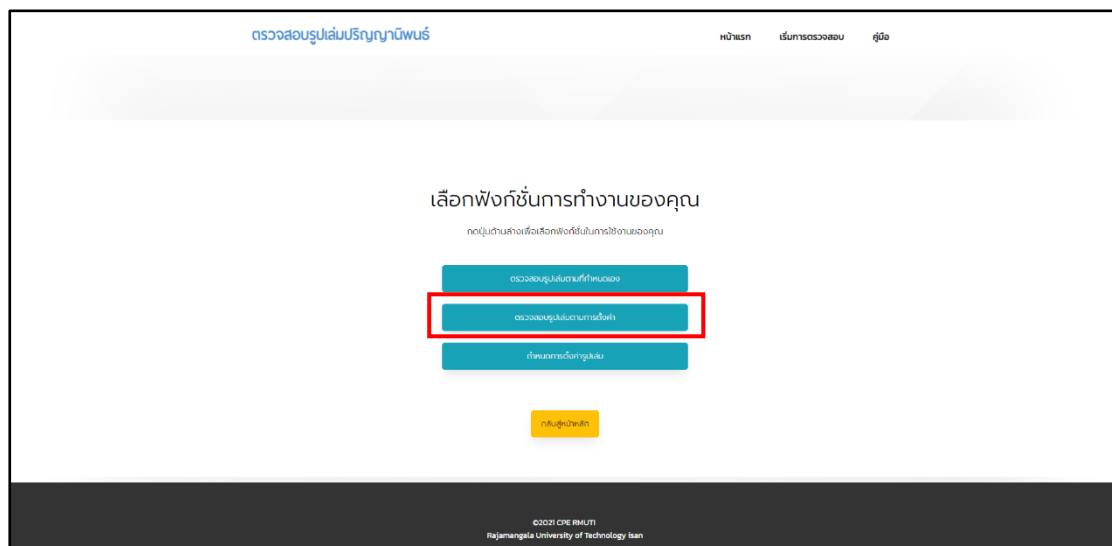 ตรวจสอบรูปเล่มปริญญานิพนธ์
หน้าแรก เริ่มการตรวจสอบ คู่มือ
เลือกฟังก์ชั่นการทำงานของคุณ
กดปุ่มด้านล่างเพื่อเลือกฟังก์ชั่นในการใช้งานของคุณ
ตรวจสอบรูปเล่มตามที่กำหนดเอง
ตรวจสอบรูปเล่มตามการตั้งค่า
กำหนดการตั้งค่ารูปเล่ม
กลับสู่หน้าหลัก
©2021 CPE RMUTI
Rajamangala University of Technology Isan